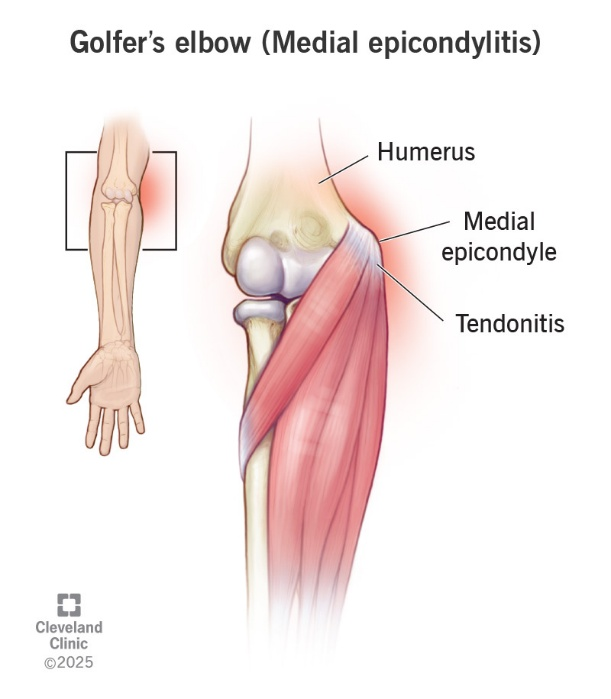 Golfer's elbow (Medial epicondylitis)
Humerus
Medial
epicondyle
Tendonitis
Cleveland
Clinic
©2025